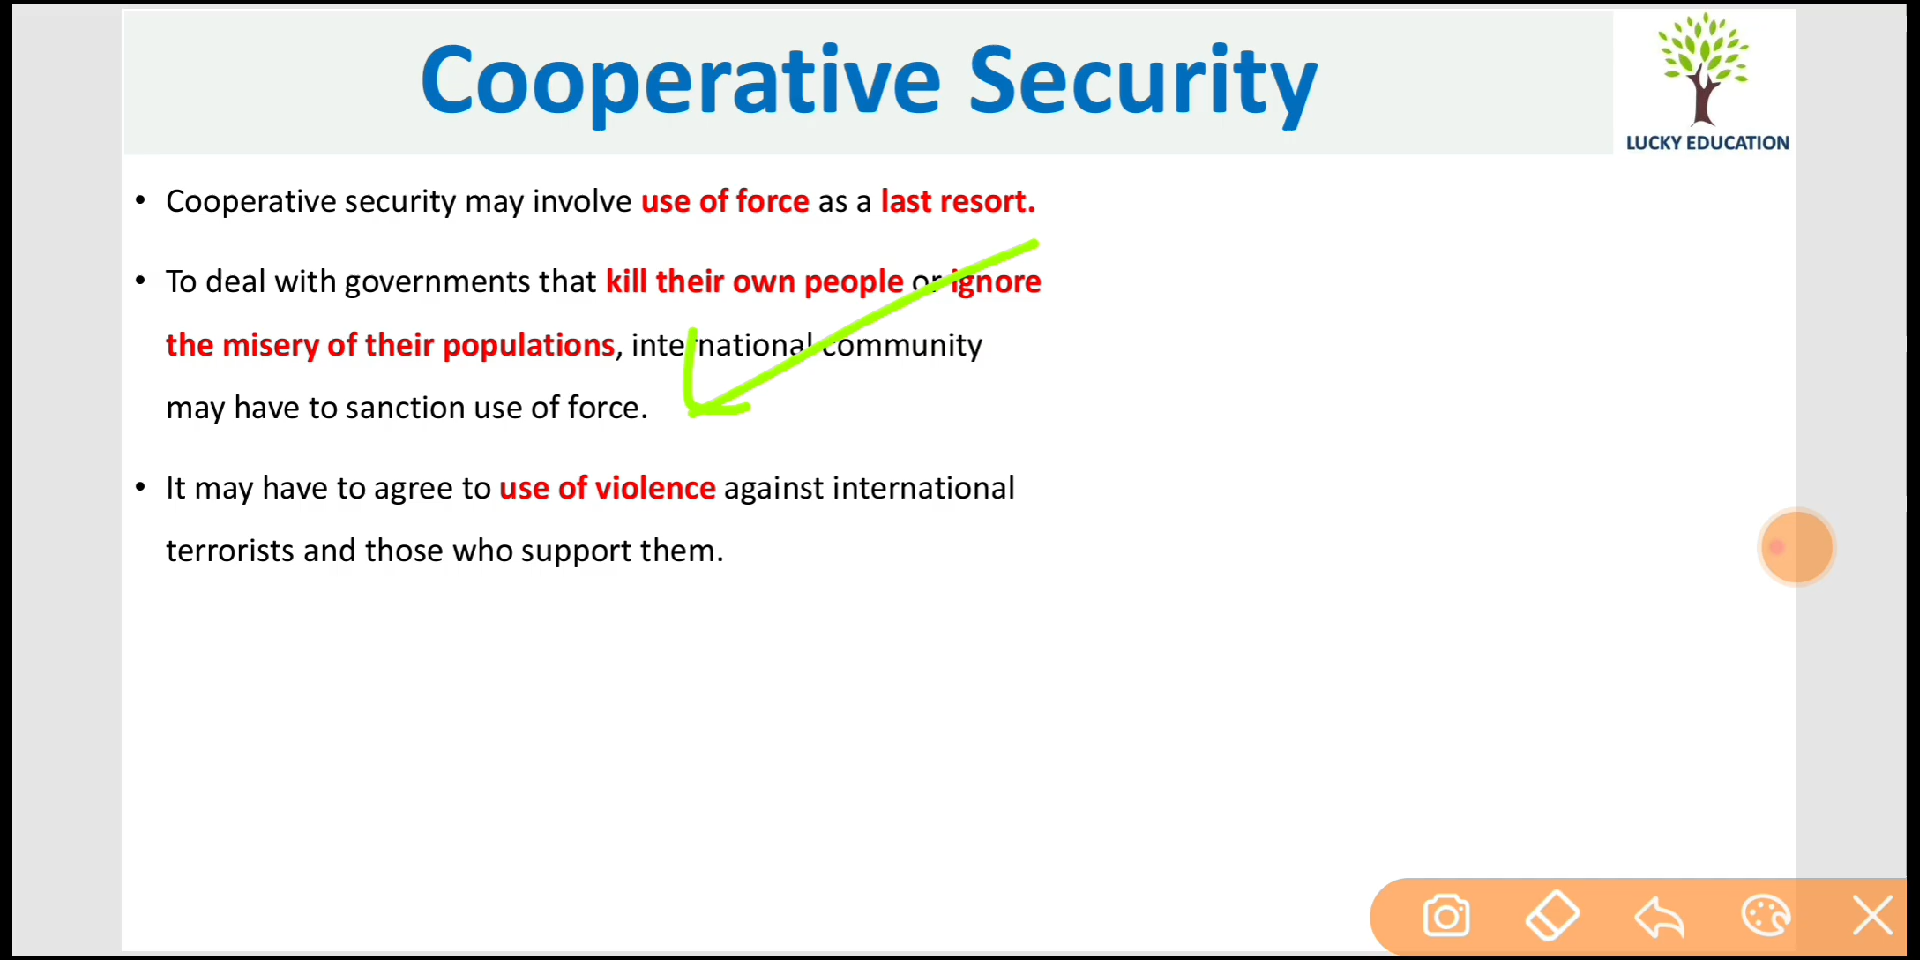 Cooperative Security
LUCKY EDUCATION
• Cooperative security may involve use of force as a last resort.
• To deal with governments that kill their own people or ignore
the misery of their populations, international community
may have to sanction use of force.
• It may have to agree to use of violence against international
terrorists and those who support them.